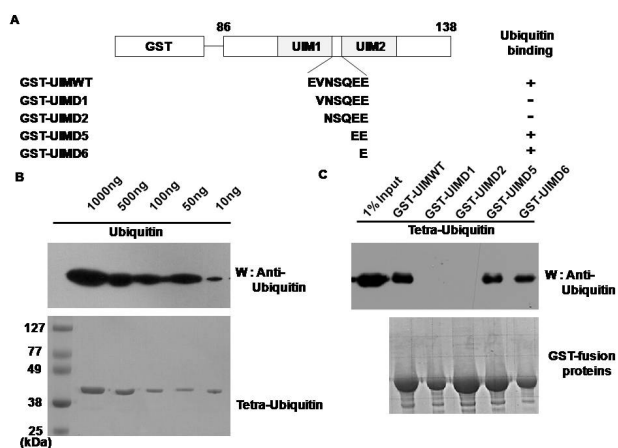 A
86
138
GST
UIM1
UIM2
Ubiquitin
binding
GST-UIMWT
EVNSQEE
+
GST-UIMD1
VNSQEE
-
GST-UIMD2
NSQEE
-
GST-UIMD5
EE
+
GST-UIMD6
E
+
B
1000ng
500ng
100ng
50ng
10ng
Ubiquitin
W: Anti-
Ubiquitin
127
77
49
38
25
(kDa)
Tetra-Ubiquitin
C
1% Input
GST-UIMWT
GST-UIMD1
GST-UIMD2
GST-UIMD5
GST-UIMD6
Tetra-Ubiquitin
W: Anti-
Ubiquitin
GST-fusion
proteins